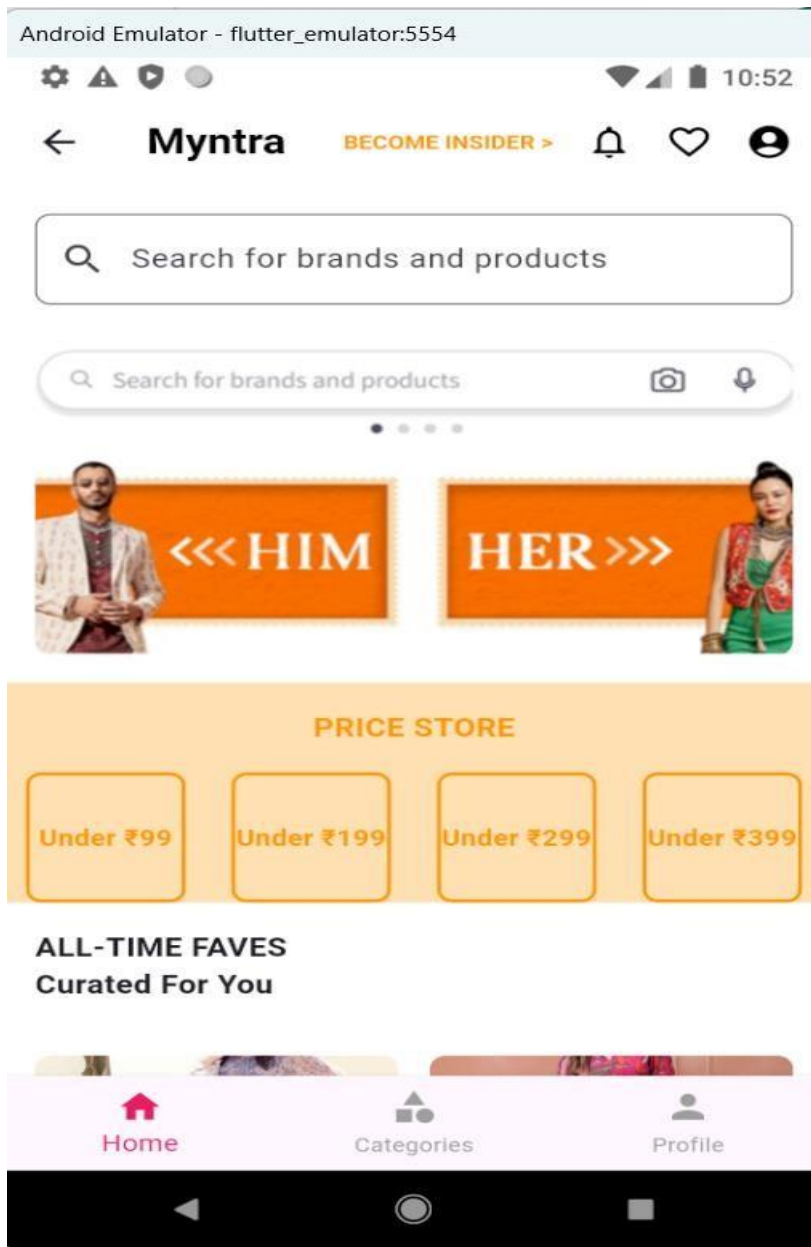 Android Emulator - flutter_emulator:5554
10:52
Myntra BECOME INSIDER >
Search for brands and products
Search for brands and products
<<< HIM HER >>>
PRICE STORE
Under ₹99 Under ₹199 Under ₹299 Under ₹399
ALL-TIME FAVES
Curated For You
Home Categories Profile